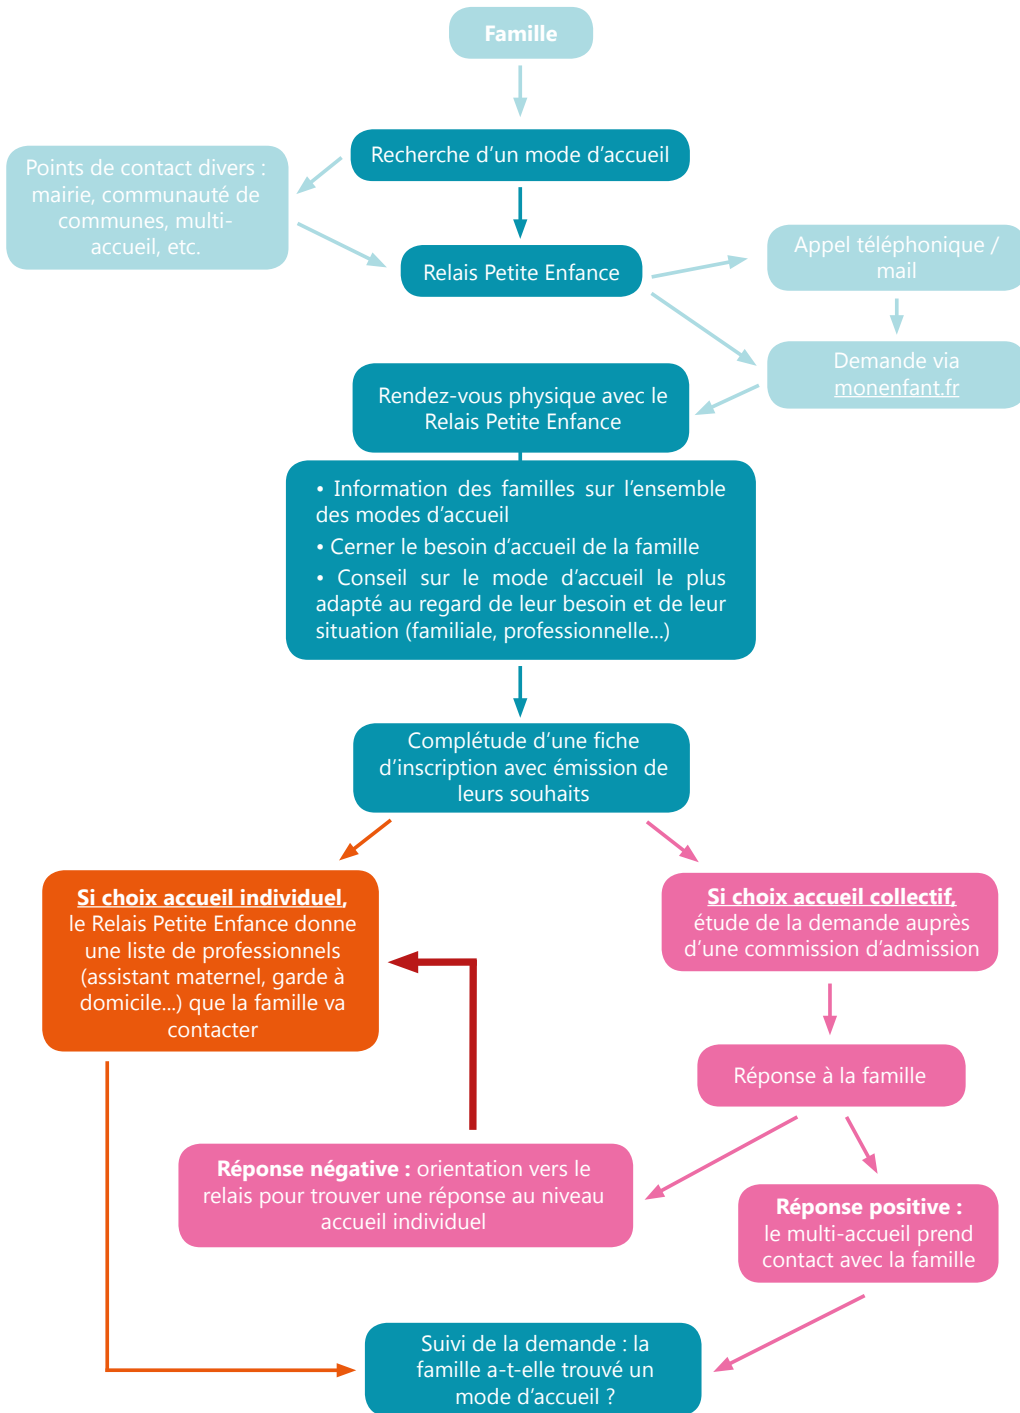 Famille
Recherche d’un mode d’accueil
Points de contact divers :
mairie, communauté de
communes, multi-
accueil, etc.
Relais Petite Enfance
Appel téléphonique /
mail
Demande via
monenfant.fr
Rendez-vous physique avec le
Relais Petite Enfance
• Information des familles sur l’ensemble
des modes d’accueil
• Cerner le besoin d’accueil de la famille
• Conseil sur le mode d’accueil le plus
adapté au regard de leur besoin et de leur
situation (familiale, professionnelle...)
Complétude d’une fiche
d’inscription avec émission de
leurs souhaits
Si choix accueil individuel,
le Relais Petite Enfance donne
une liste de professionnels
(assistant maternel, garde à
domicile...) que la famille va
contacter
Si choix accueil collectif,
étude de la demande auprès
d’une commission d’admission
Réponse à la famille
Réponse négative : orientation vers le
relais pour trouver une réponse au niveau
accueil individuel
Réponse positive :
le multi-accueil prend
contact avec la famille
Suivi de la demande : la
famille a-t-elle trouvé un
mode d’accueil ?